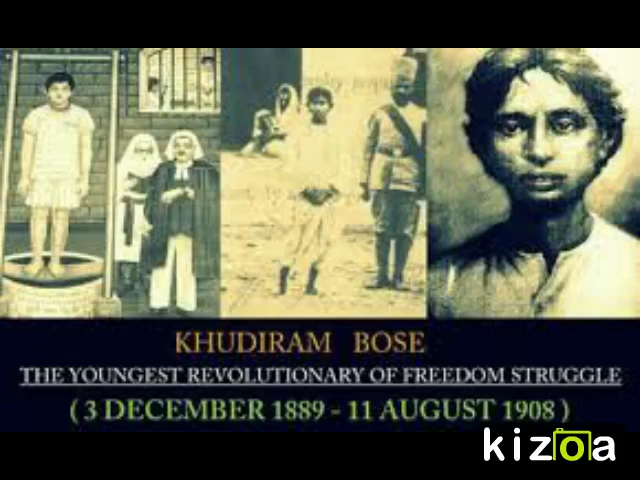 KHUDIRAM BOSE
THE YOUNGEST REVOLUTIONARY OF FREEDOM STRUGGLE
( 3 DECEMBER 1889 - 11 AUGUST 1908 )
kizoa